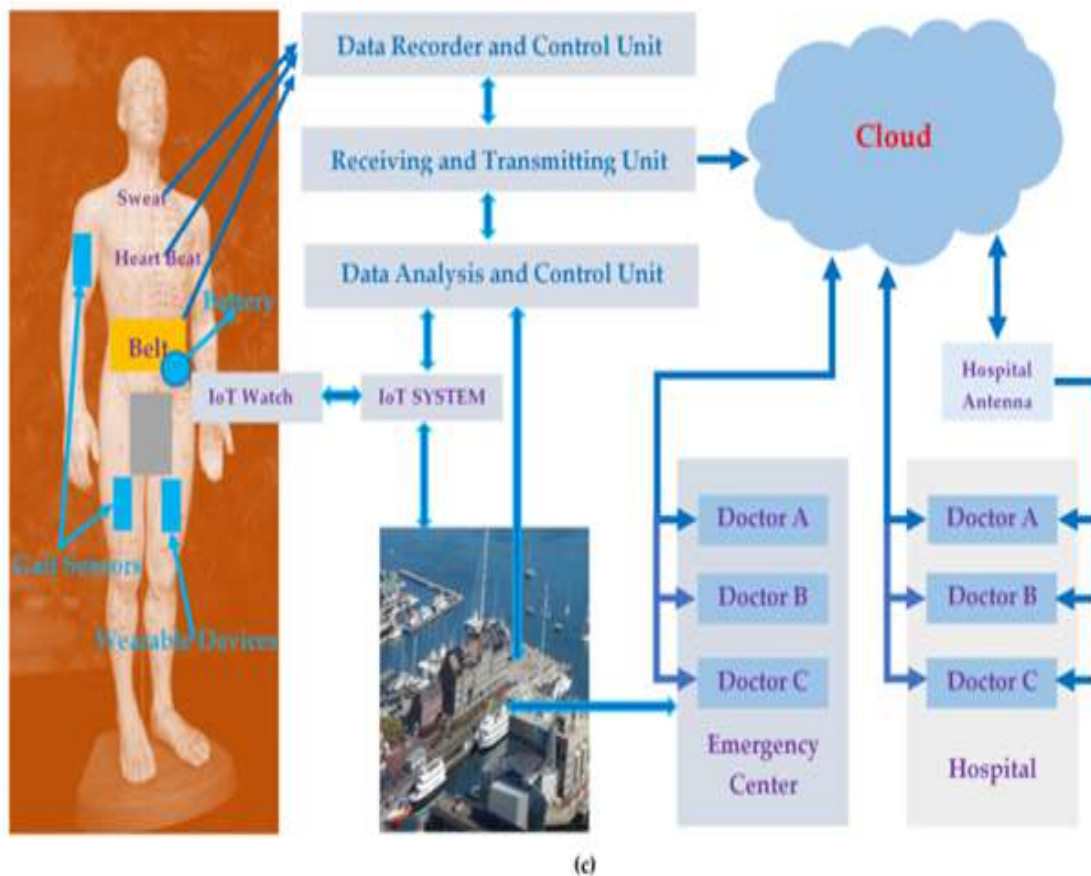 Data Recorder and Control Unit
Receiving and Transmitting Unit
Data Analysis and Control Unit
Cloud
Sweat
Heart Beat
Battery
Belt
IoT Watch
IoT SYSTEM
Hospital
Antenna
Gait Sensors
Wearable Devices
Doctor A
Doctor B
Doctor C
Emergency
Center
Doctor A
Doctor B
Doctor C
Hospital
(c)